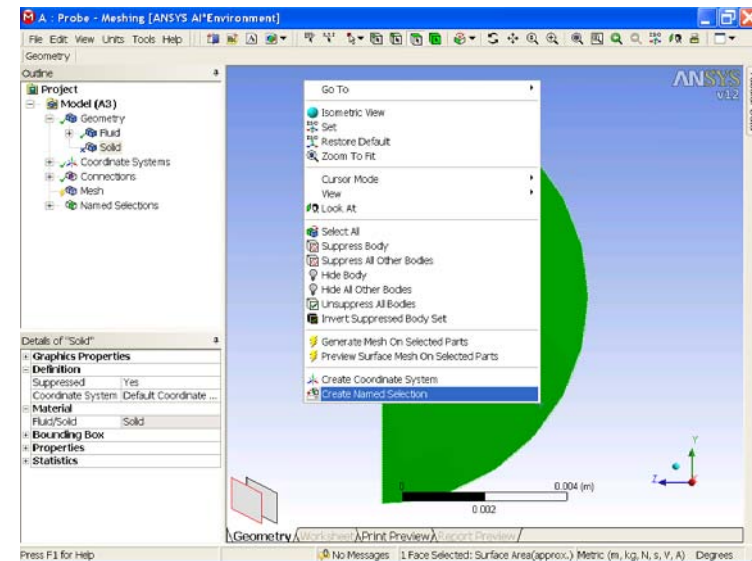 A : Probe - Meshing [ANSYS AI*Environment]
File Edit View Units Tools Help
Geometry
Outline
Project
Model (A3)
Geometry
Fluid
Solid
Coordinate Systems
Connections
Mesh
Named Selections
Details of "Solid"
Graphics Properties
Definition
Suppressed Yes
Coordinate System Default Coordinate ...
Material
Fluid/Solid Solid
Bounding Box
Properties
Statistics
Go To
Isometric View
Set
Restore Default
Zoom To Fit
Cursor Mode
View
Look At
Select All
Suppress Body
Suppress All Other Bodies
Hide Body
Hide All Other Bodies
Unsuppress All Bodies
Invert Suppressed Body Set
Generate Mesh On Selected Parts
Preview Surface Mesh On Selected Parts
Create Coordinate System
Create Named Selection
ANSYS
v12
0 0.004 (m)
0.002
Y
Z
Geometry Worksheet Print Preview Report Preview
Press F1 for Help No Messages 1 Face Selected: Surface Area(approx.) Metric (m, kg, N, s, V, A) Degrees